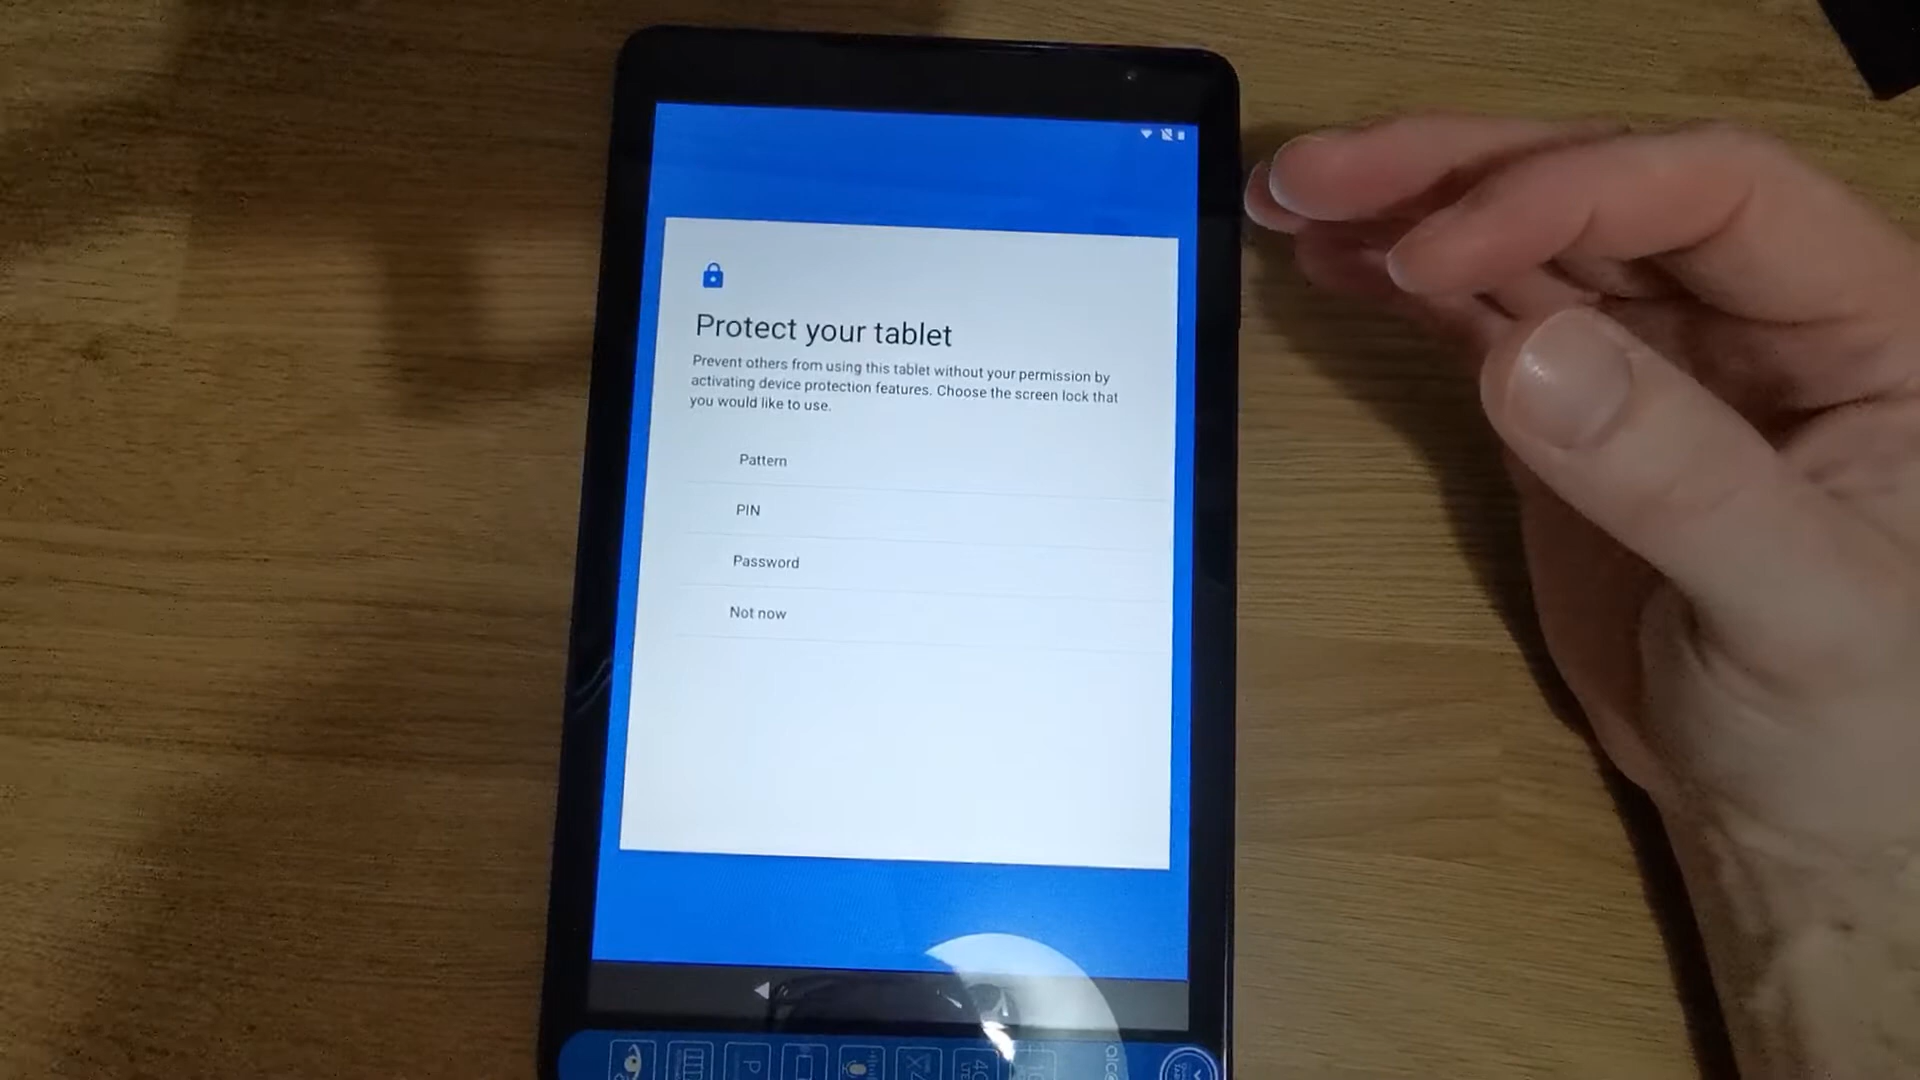 Protect your tablet
Prevent others from using this tablet without your permission by
activating device protection features. Choose the screen lock that
you would like to use.
Pattern
PIN
Password
Not now